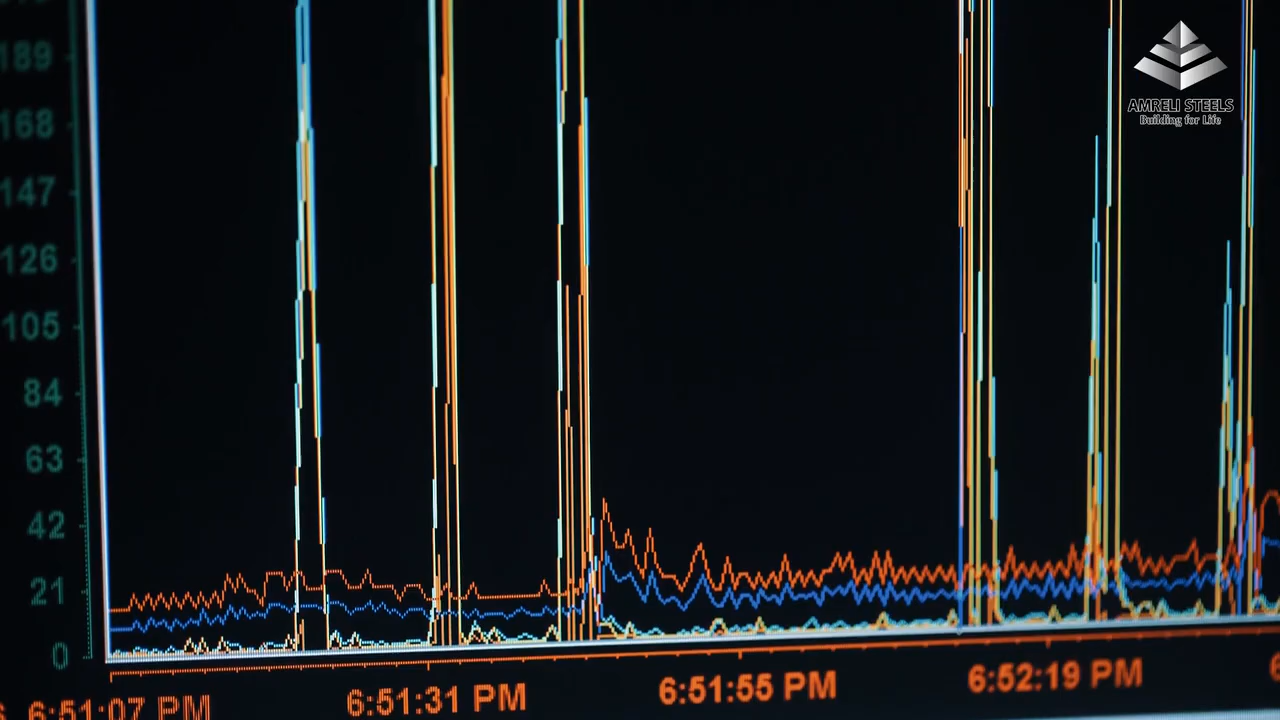 189
168
147
126
105
84
63
42
21
0
6:51:07 PM
6:51:31 PM
6:51:55 PM
6:52:19 PM
AMRELI STEELS
Building for Life